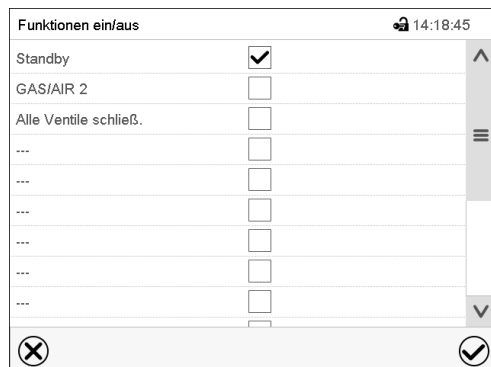 Funktionen ein/aus 14:18:45
Standby
GAS/AIR 2
Alle Ventile schließ.
---
---
---
---
---
---